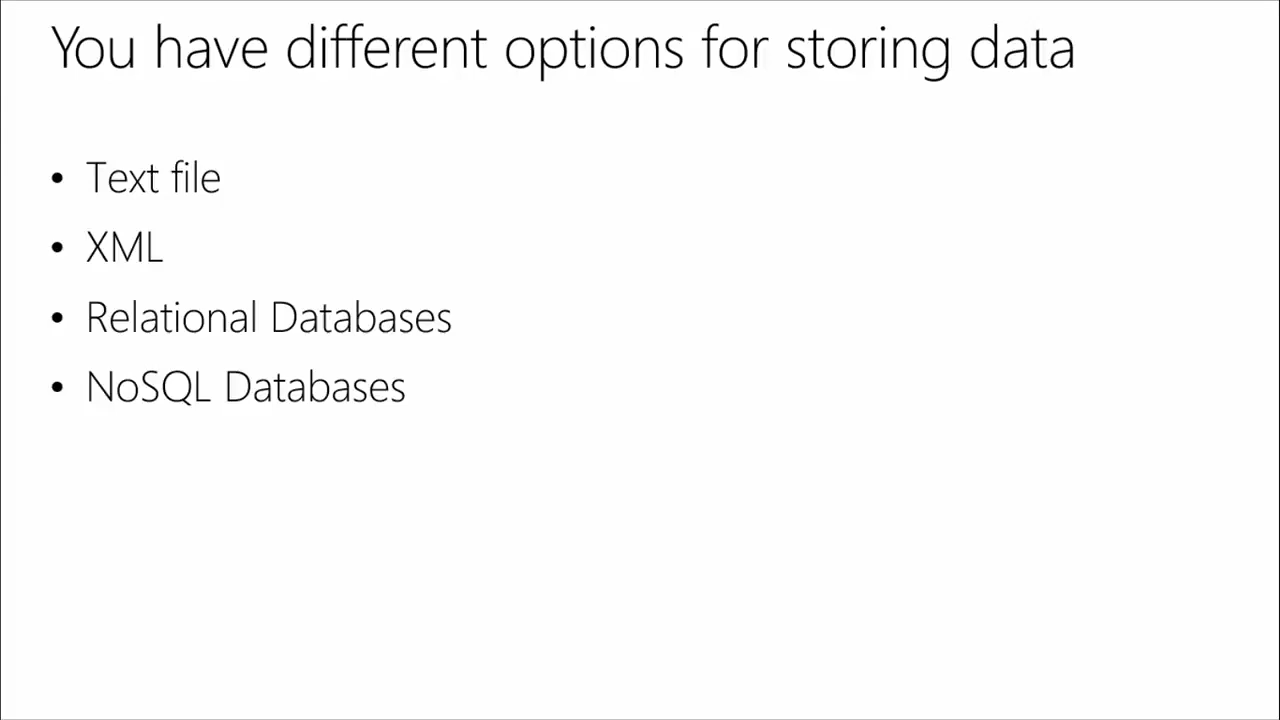 You have different options for storing data
• Text file
• XML
• Relational Databases
• NoSQL Databases